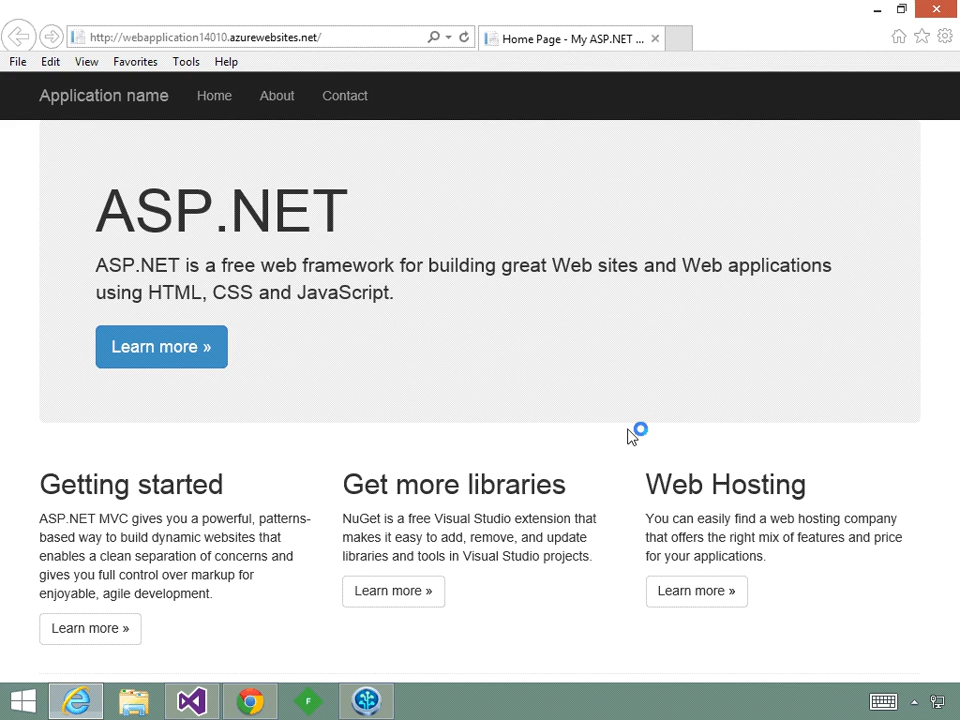 http://webapplication14010.azurewebsites.net/
Home Page - My ASP.NET ...
File Edit View Favorites Tools Help
Application name Home About Contact
ASP.NET
ASP.NET is a free web framework for building great Web sites and Web applications
using HTML, CSS and JavaScript.
Learn more »
Getting started
ASP.NET MVC gives you a powerful, patterns-
based way to build dynamic websites that
enables a clean separation of concerns and
gives you full control over markup for
enjoyable, agile development.
Learn more »
Get more libraries
NuGet is a free Visual Studio extension that
makes it easy to add, remove, and update
libraries and tools in Visual Studio projects.
Learn more »
Web Hosting
You can easily find a web hosting company
that offers the right mix of features and price
for your applications.
Learn more »
F